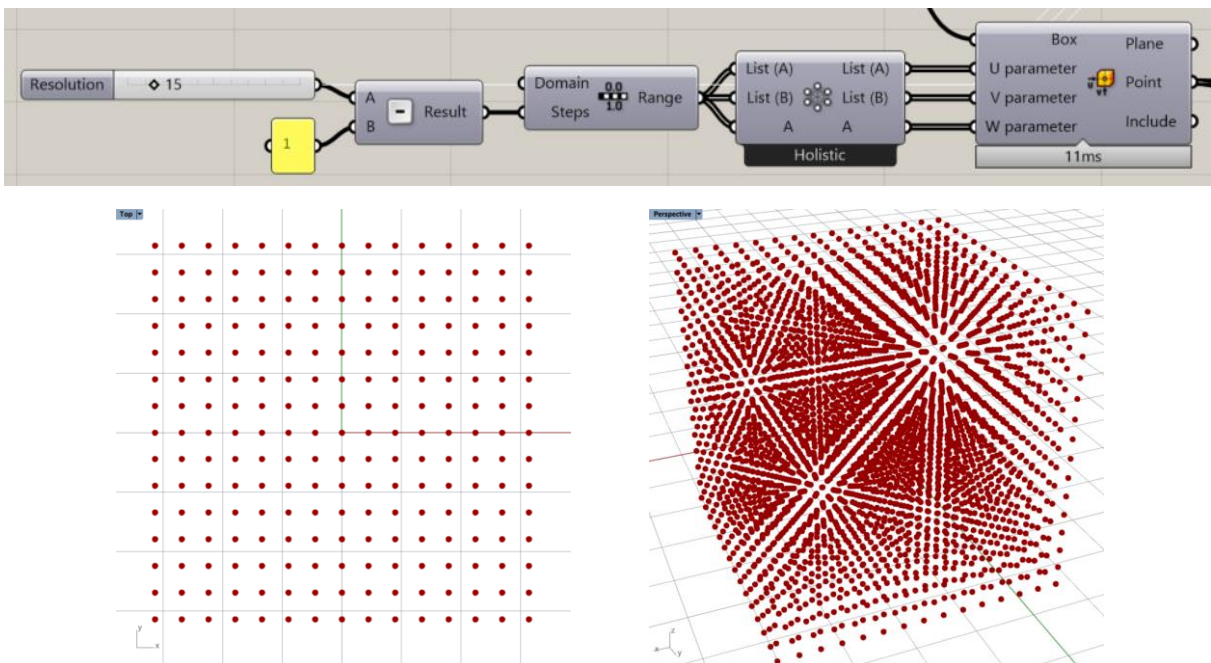 Resolution
15
1
A
B
Result
Domain
Steps
0.0
1.0
Range
List (A)
List (B)
A
List (A)
List (B)
A
Holistic
Box
U parameter
V parameter
W parameter
Plane
Point
Include
11ms
Top
Perspective
y
x
z
x
y